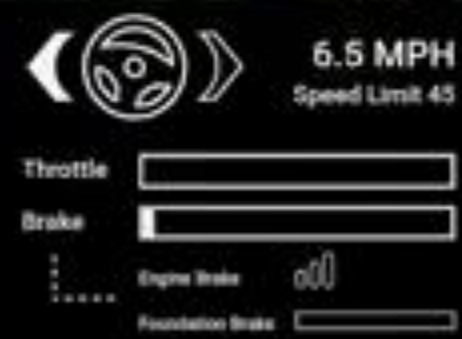 6.5 MPH
Speed Limit 45
Throttle
Brake
Engine Brake
Foundation Brake